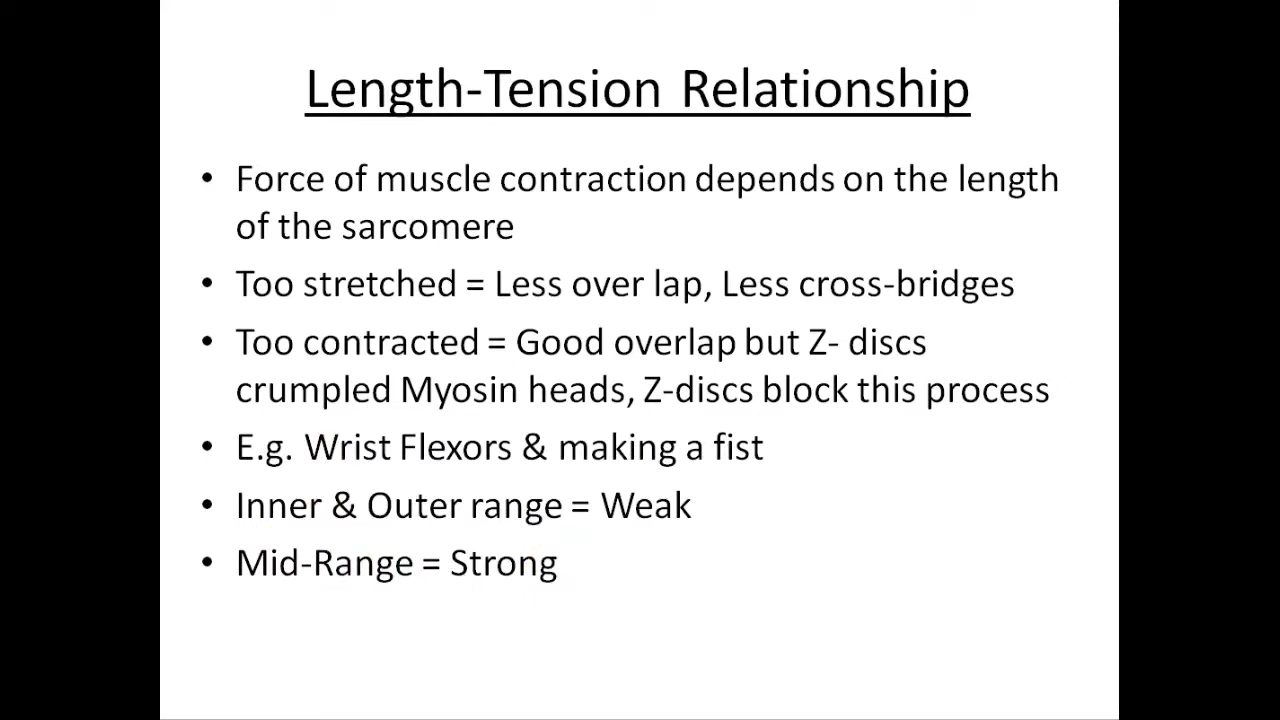 Length-Tension Relationship
• Force of muscle contraction depends on the length
of the sarcomere
• Too stretched = Less over lap, Less cross-bridges
• Too contracted = Good overlap but Z- discs
crumpled Myosin heads, Z-discs block this process
• E.g. Wrist Flexors & making a fist
• Inner & Outer range = Weak
• Mid-Range = Strong